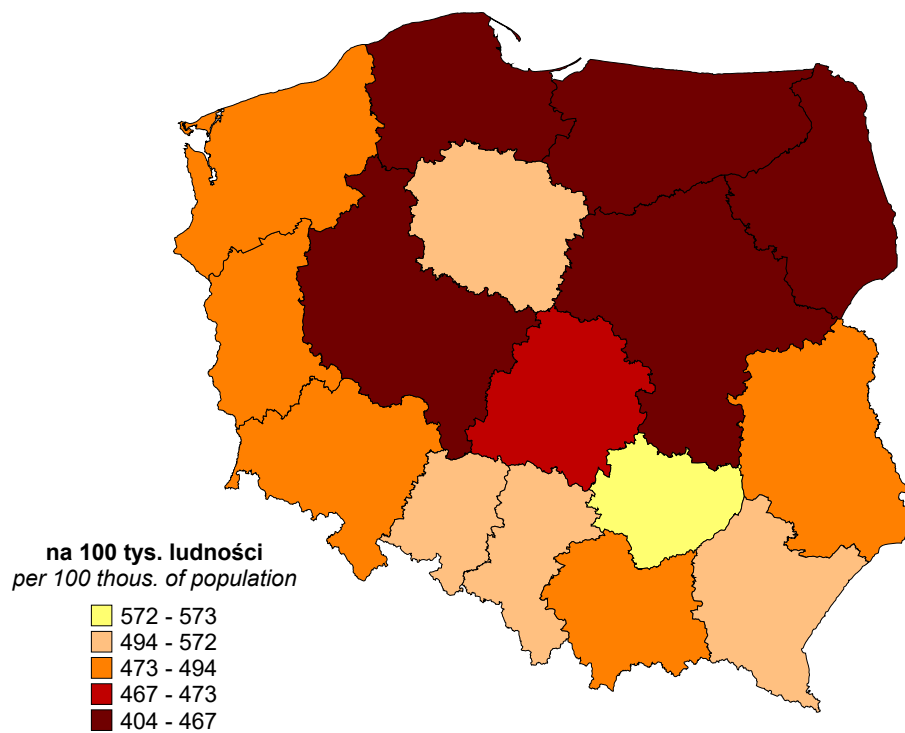 na 100 tys. ludności
per 100 thous. of population
572 - 573
494 - 572
473 - 494
467 - 473
404 - 467